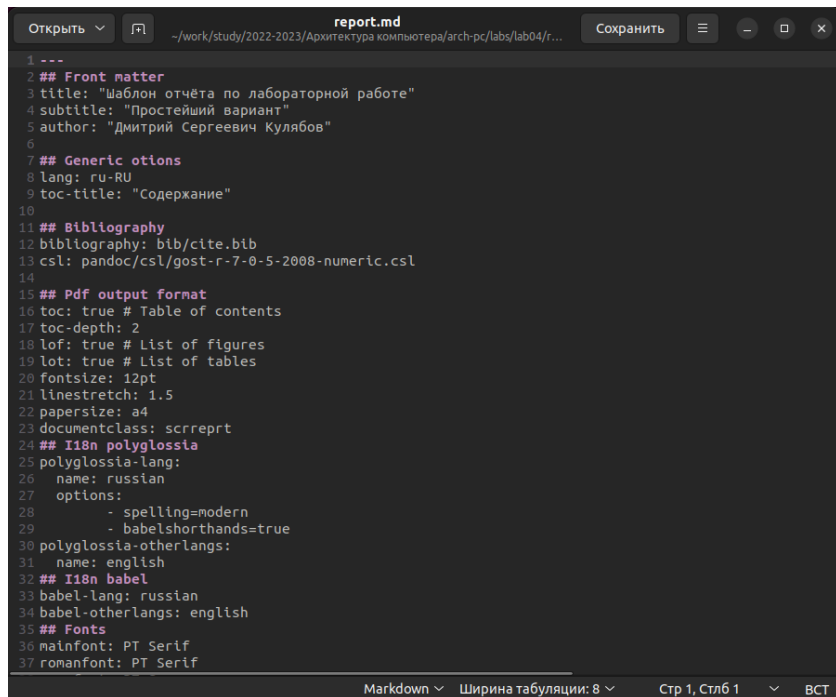 Открыть
report.md
~/work/study/2022-2023/Архитектура компьютера/arch-pc/labs/lab04/r...
Сохранить
1 ---
2 ## Front matter
3 title: "Шаблон отчёта по лабораторной работе"
4 subtitle: "Простейший вариант"
5 author: "Дмитрий Сергеевич Кулябов"
6
7 ## Generic otions
8 lang: ru-RU
9 toc-title: "Содержание"
10
11 ## Bibliography
12 bibliography: bib/cite.bib
13 csl: pandoc/csl/gost-r-7-0-5-2008-numeric.csl
14
15 ## Pdf output format
16 toc: true # Table of contents
17 toc-depth: 2
18 lof: true # List of figures
19 lot: true # List of tables
20 fontsize: 12pt
21 linestretch: 1.5
22 papersize: a4
23 documentclass: scrreprt
24 ## I18n polyglossia
25 polyglossia-lang:
26   name: russian
27   options:
28         - spelling=modern
29         - babelshorthands=true
30 polyglossia-otherlangs:
31   name: english
32 ## I18n babel
33 babel-lang: russian
34 babel-otherlangs: english
35 ## Fonts
36 mainfont: PT Serif
37 romanfont: PT Serif
Markdown Ширина табуляции: 8 Стр 1, Стлб 1 ВСТ